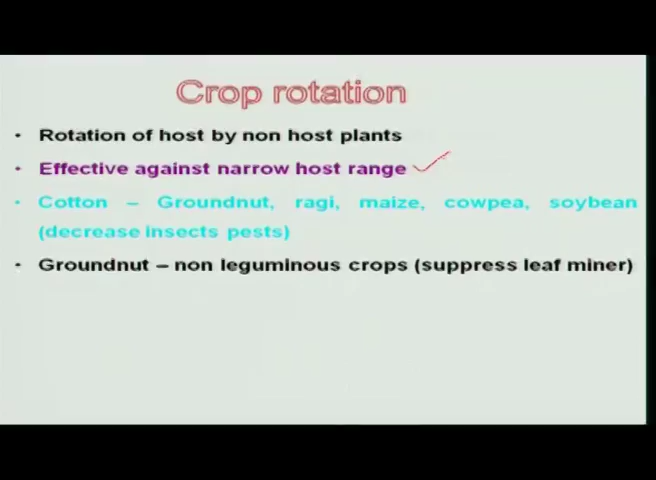 Crop rotation
• Rotation of host by non host plants
• Effective against narrow host range
• Cotton – Groundnut, ragi, maize, cowpea, soybean
(decrease insects pests)
• Groundnut – non leguminous crops (suppress leaf miner)